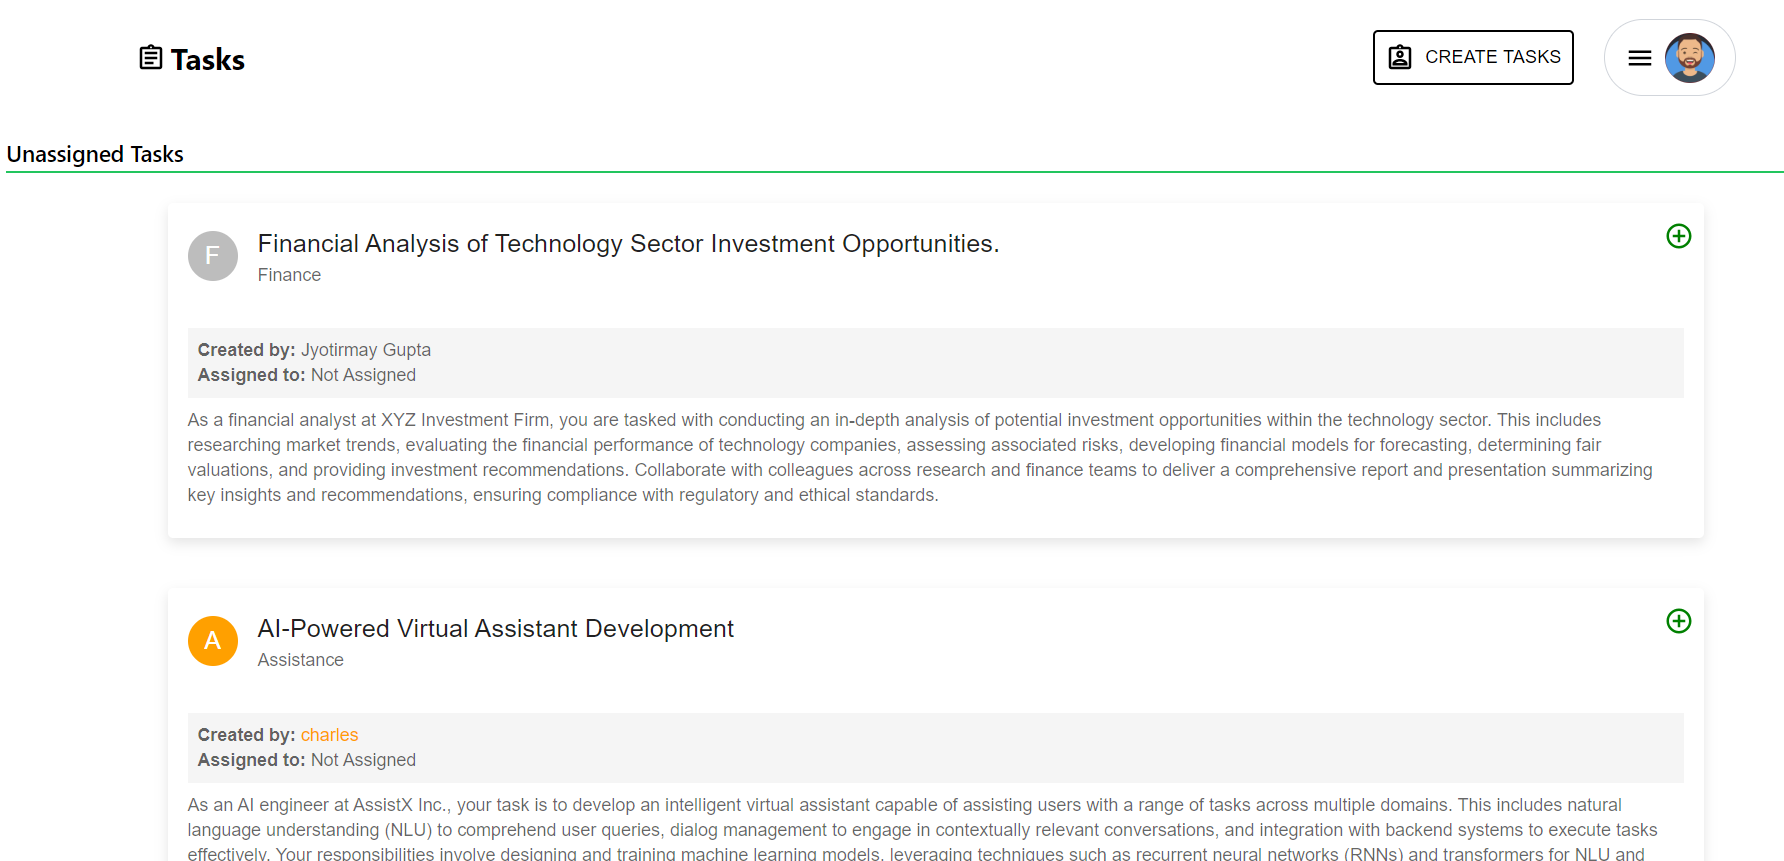 Tasks
CREATE TASKS
Unassigned Tasks
F
Financial Analysis of Technology Sector Investment Opportunities.
Finance
Created by: Jyotirmay Gupta
Assigned to: Not Assigned
As a financial analyst at XYZ Investment Firm, you are tasked with conducting an in-depth analysis of potential investment opportunities within the technology sector. This includes
researching market trends, evaluating the financial performance of technology companies, assessing associated risks, developing financial models for forecasting, determining fair
valuations, and providing investment recommendations. Collaborate with colleagues across research and finance teams to deliver a comprehensive report and presentation summarizing
key insights and recommendations, ensuring compliance with regulatory and ethical standards.
A
AI-Powered Virtual Assistant Development
Assistance
Created by: charles
Assigned to: Not Assigned
As an AI engineer at AssistX Inc., your task is to develop an intelligent virtual assistant capable of assisting users with a range of tasks across multiple domains. This includes natural
language understanding (NLU) to comprehend user queries, dialog management to engage in contextually relevant conversations, and integration with backend systems to execute tasks
effectively. Your responsibilities involve designing and training machine learning models, leveraging techniques such as recurrent neural networks (RNNs) and transformers for NLU and